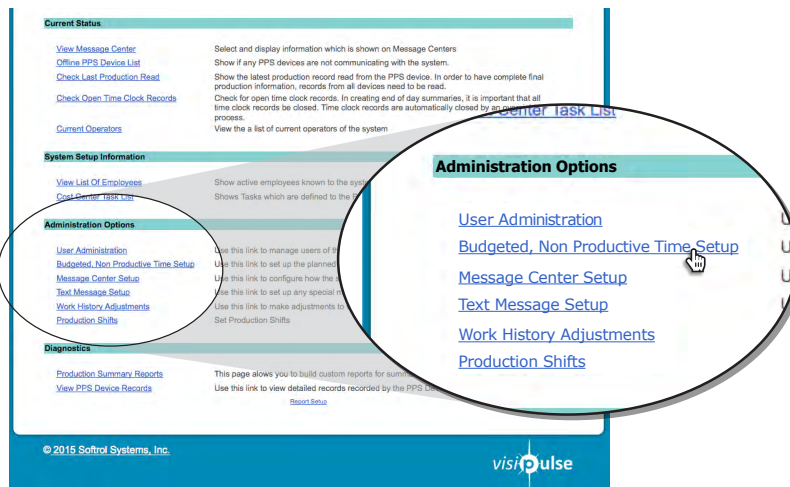 Current Status
View Message Center Select and display information which is shown on Message Centers
Offline PPS Device List Show if any PPS devices are not communicating with the system.
Check Last Production Read Show the latest production record read from the PPS device. In order to have complete final
production information, records from all devices need to be read.
Check Open Time Clock Records Check for open time clock records. In creating end of day summaries, it is important that all
time clock records be closed. Time clock records are automatically closed by an
process.
Current Operators View the a list of current operators of the system
System Setup Information
View List Of Employees Show active employees known to the
Cost Center Task List Shows Tasks which are defined to the
Administration Options
User Administration Use this link to manage users of
Budgeted, Non Productive Time Setup Use this link to set up the planned
Message Center Setup Use this link to configure how the
Text Message Setup Use this link to set up any special
Work History Adjustments Use this link to make adjustments to
Production Shifts Set Production Shifts
Diagnostics
Production Summary Reports This page allows you to build custom reports for
View PPS Device Records Use this link to view detailed records recorded by the PPS
Report Setup
© 2015 Softrol Systems, Inc.
visipulse
Center Task List
Administration Options
User Administration
Budgeted, Non Productive Time Setup
Message Center Setup
Text Message Setup
Work History Adjustments
Production Shifts